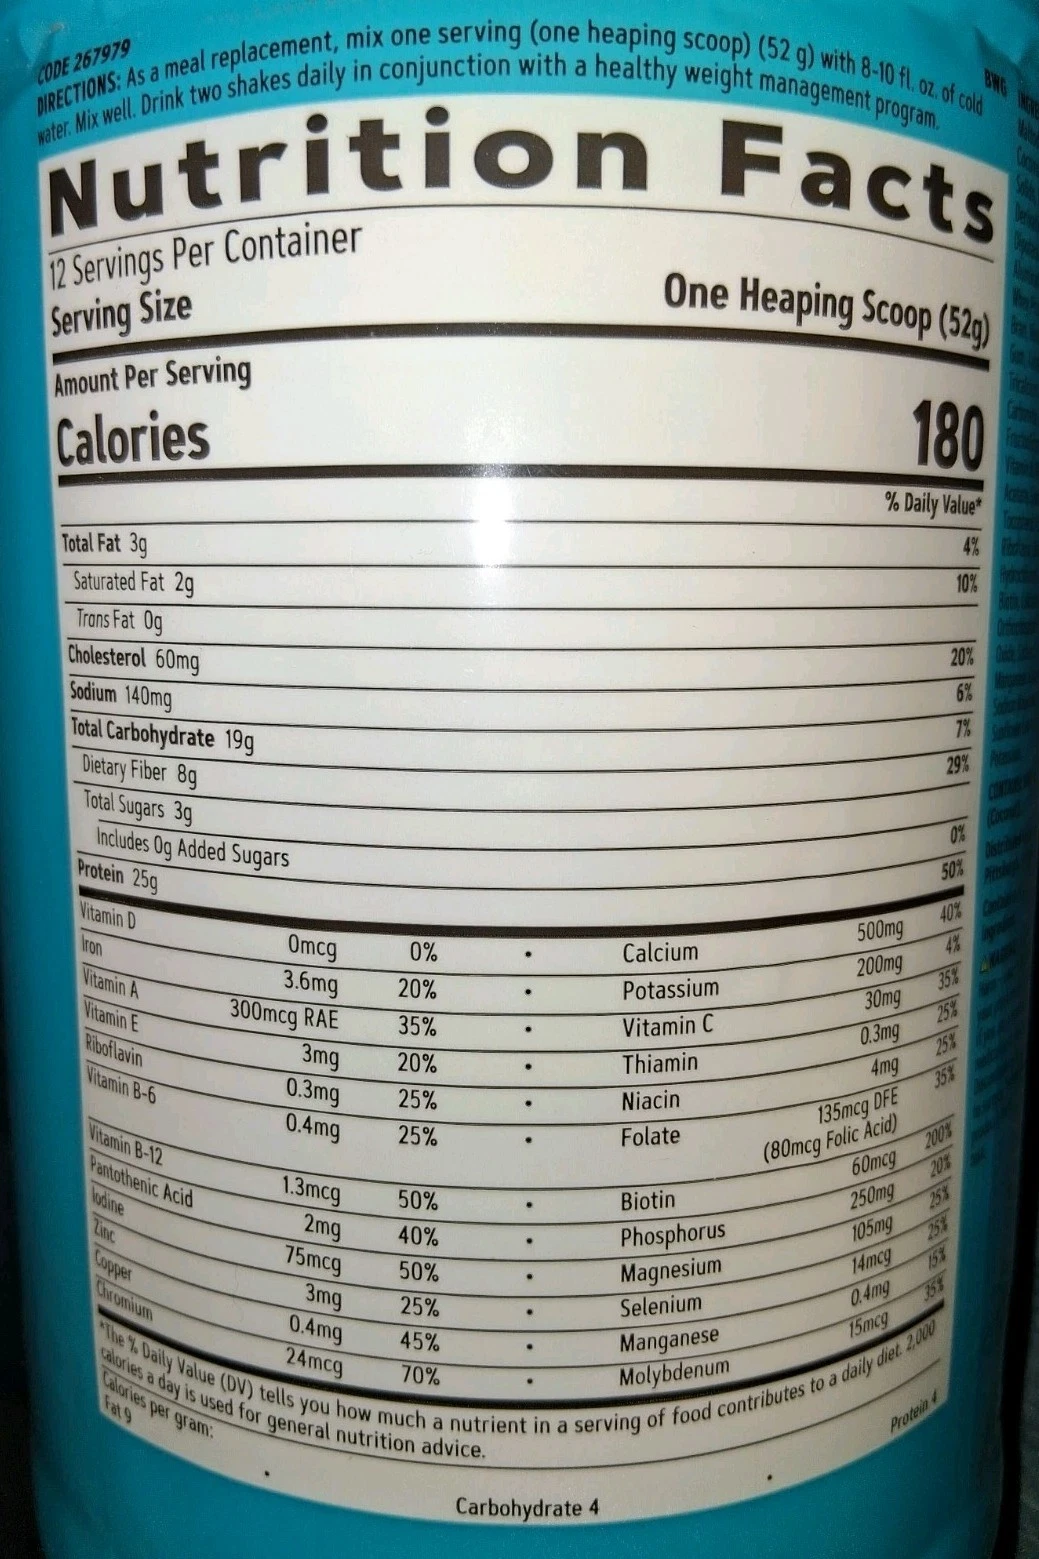 CODE 267979
DIRECTIONS: As a meal replacement, mix one serving (one heaping scoop) (52 g) with 8-10 fl. oz. of cold
water. Mix well. Drink two shakes daily in conjunction with a healthy weight management program.
BWG
Nutrition Facts
12 Servings Per Container
Serving Size One Heaping Scoop (52g)
Amount Per Serving
Calories 180
% Daily Value*
Total Fat 3g 4%
Saturated Fat 2g 10%
Trans Fat 0g
Cholesterol 60mg 20%
Sodium 140mg 6%
Total Carbohydrate 19g 7%
Dietary Fiber 8g 29%
Total Sugars 3g
Includes 0g Added Sugars 0%
Protein 25g 50%
Vitamin D 0mcg 0% • Calcium 500mg 40%
Iron 3.6mg 20% • Potassium 200mg 4%
Vitamin A 300mcg RAE 35% • Vitamin C 30mg 35%
Vitamin E 3mg 20% • Thiamin 0.3mg 25%
Riboflavin 0.3mg 25% • Niacin 4mg 25%
Vitamin B-6 0.4mg 25% • Folate 135mcg DFE 35%
(80mcg Folic Acid)
Vitamin B-12 1.3mcg 50% • Biotin 60mcg 200%
Pantothenic Acid 2mg 40% • Phosphorus 250mg 20%
Iodine 75mcg 50% • Magnesium 105mg 25%
Zinc 3mg 25% • Selenium 14mcg 25%
Copper 0.4mg 45% • Manganese 0.4mg 15%
Chromium 24mcg 70% • Molybdenum 15mcg 35%
*The % Daily Value (DV) tells you how much a nutrient in a serving of food contributes to a daily diet. 2,000
calories a day is used for general nutrition advice.
Calories per gram:
Fat 9 • Carbohydrate 4 • Protein 4